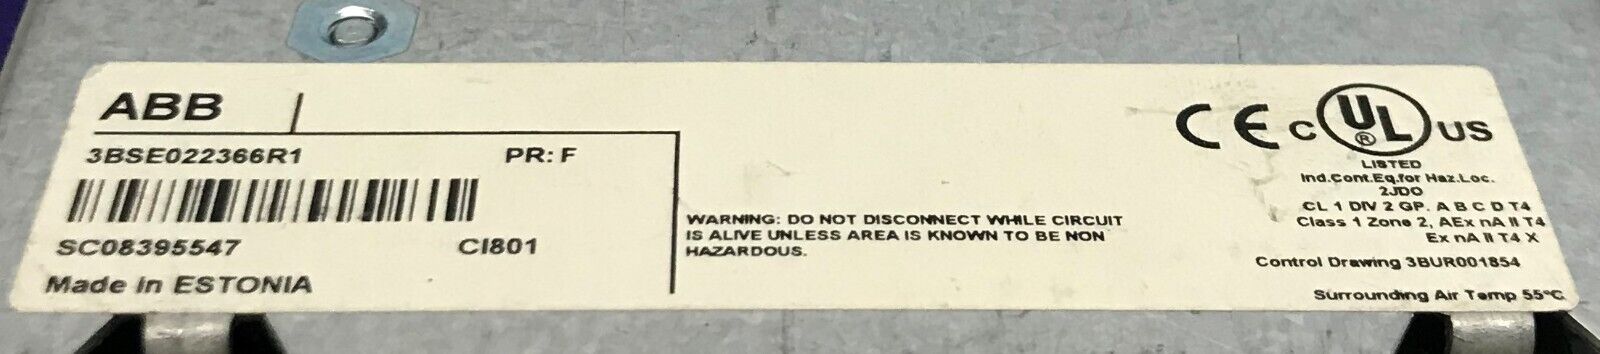 ABB
3BSE022366R1 PR: F
SC08395547 CI801
Made in ESTONIA
WARNING: DO NOT DISCONNECT WHILE CIRCUIT
IS ALIVE UNLESS AREA IS KNOWN TO BE NON
HAZARDOUS.
CE C UL ® US
LISTED
Ind.Cont.Eq.for Haz.Loc.
2JDO
CL 1 DIV 2 GP. A B C D T4
Class 1 Zone 2, AEx nA II T4
Ex nA II T4 X
Control Drawing 3BUR001854
Surrounding Air Temp 55°C